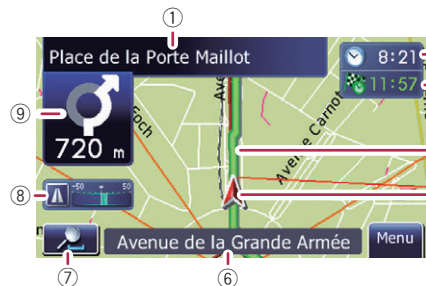 ①
Place de la Porte Maillot
8:21
11:57
⑨
720 m
Foch
Ave
Avenue Carnot
⑧
-50 50
Avenue de la Grande Armée
Menu
⑦
⑥